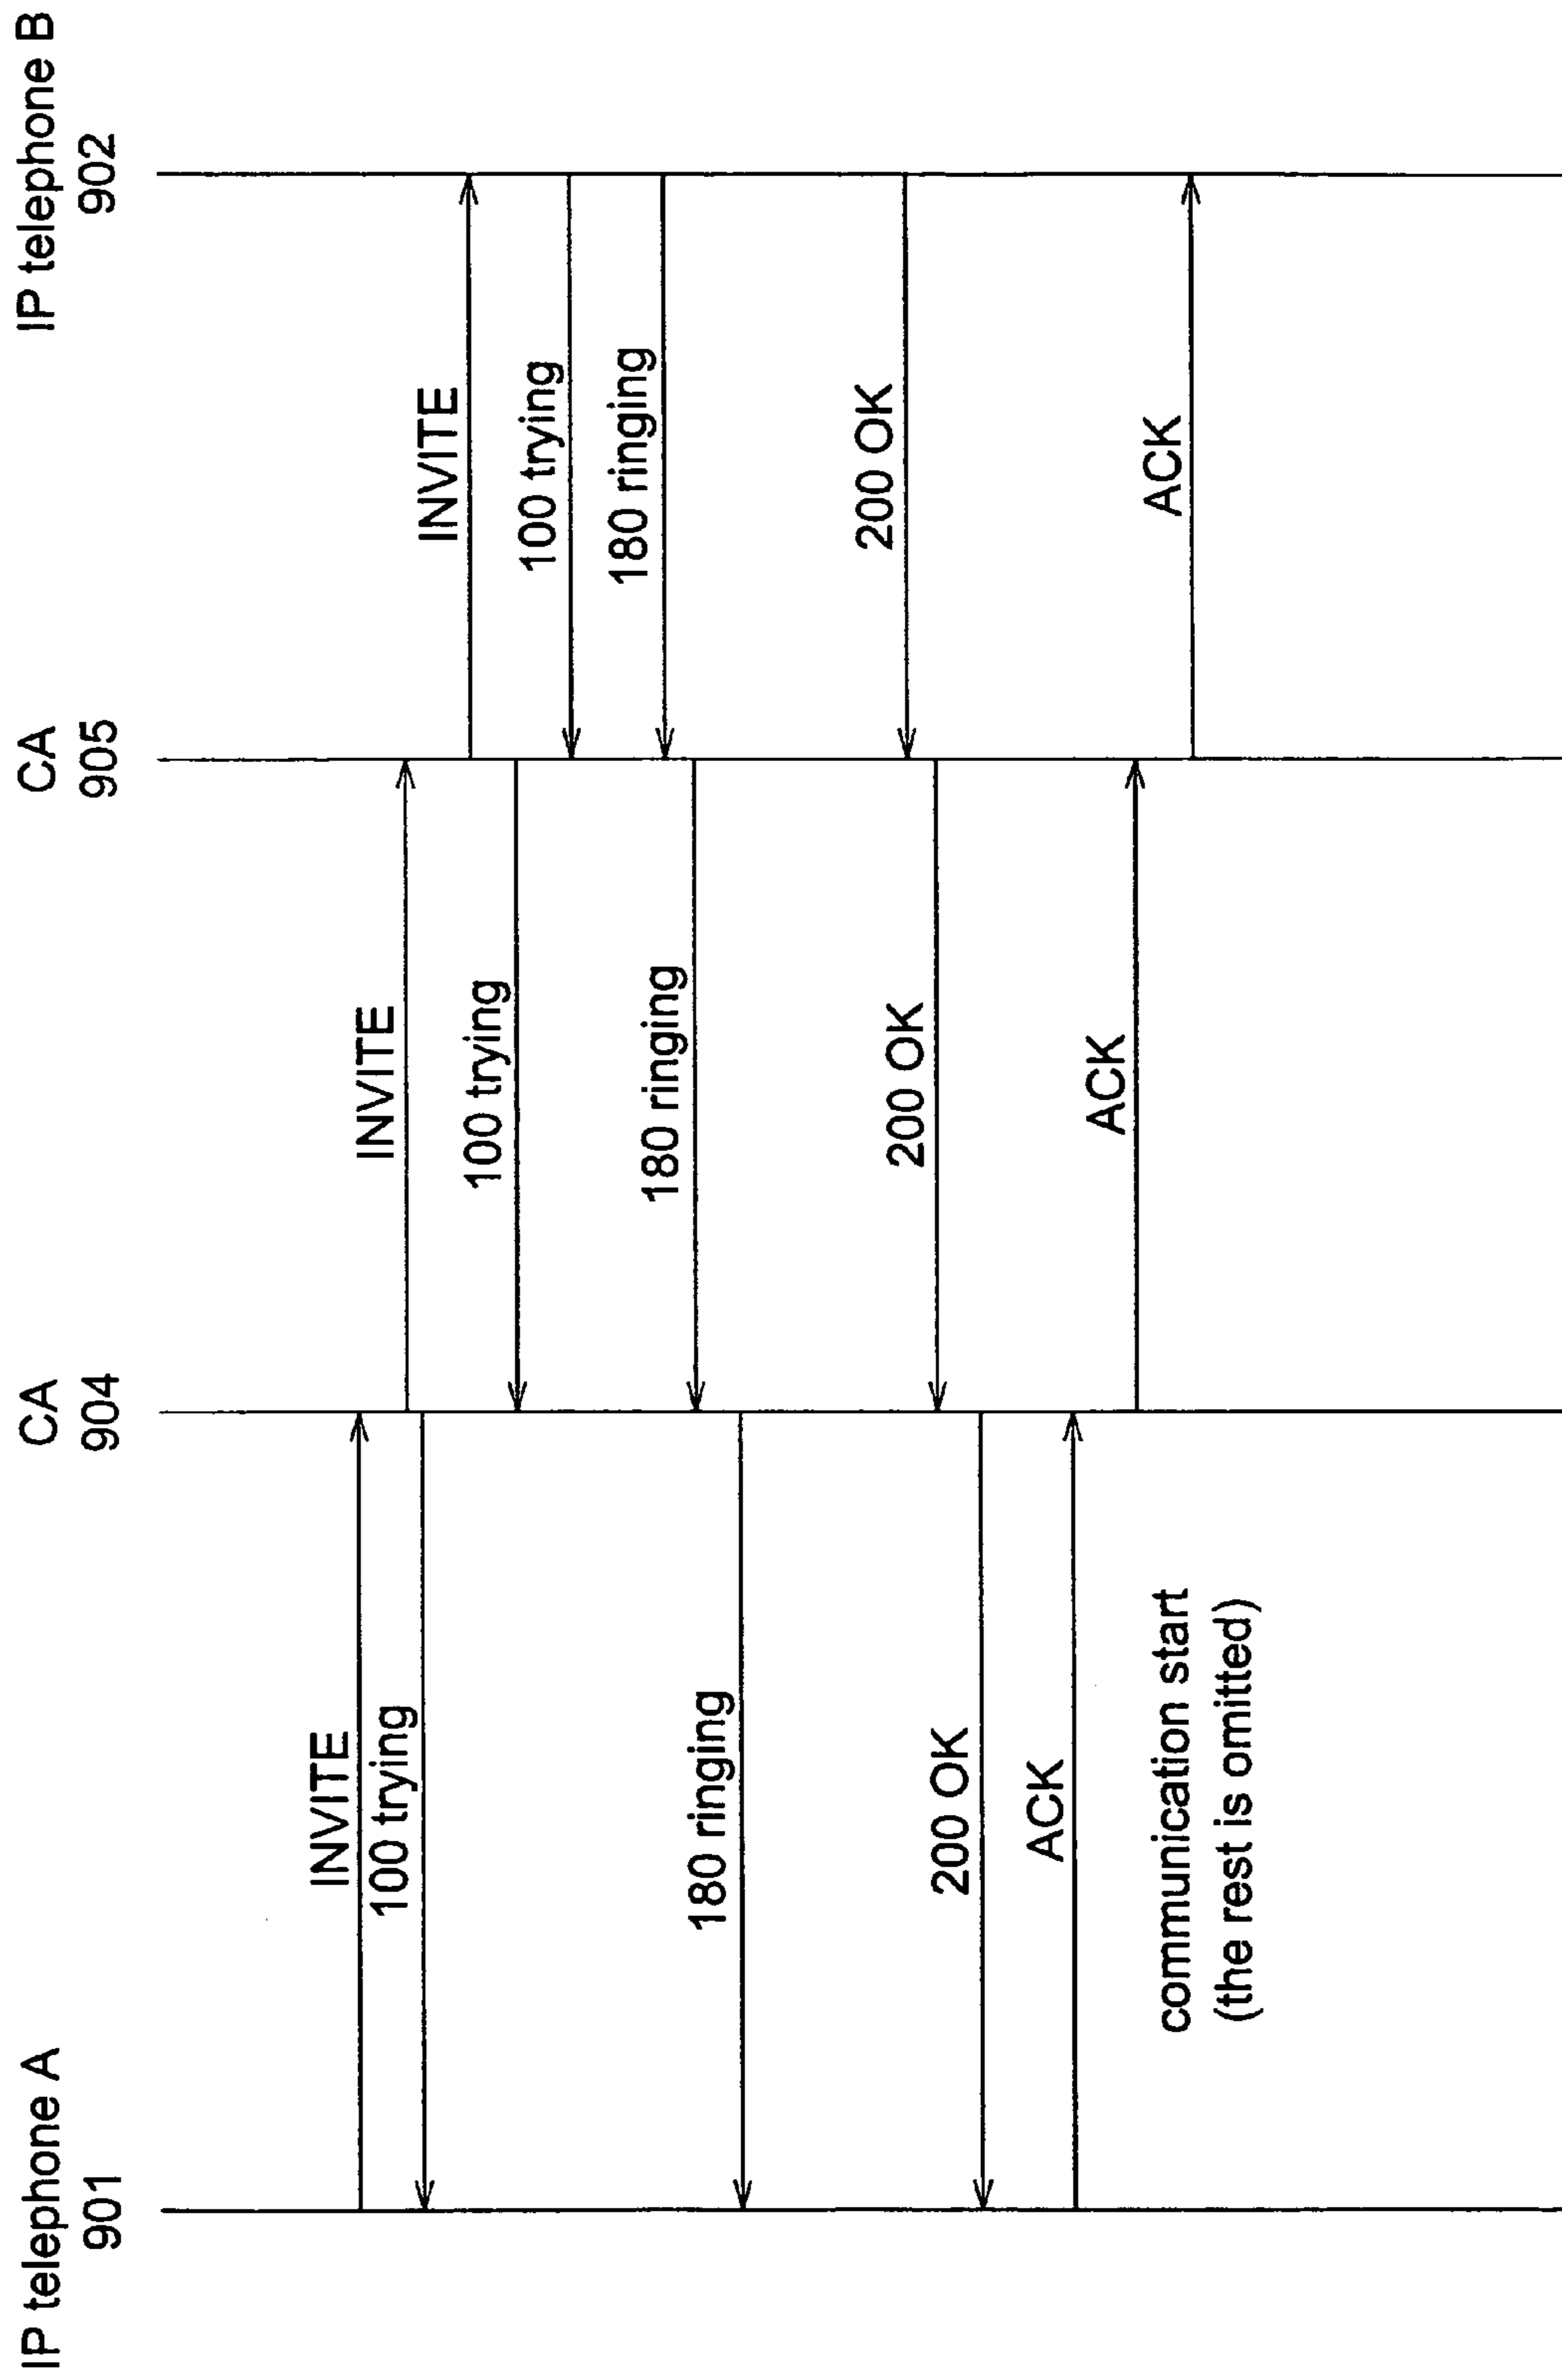 IP telephone A
901
CA
904
CA
905
IP telephone B
902
INVITE
INVITE
100 trying
INVITE
100 trying
100 trying
180 ringing
180 ringing
180 ringing
200 OK
200 OK
200 OK
ACK
ACK
ACK
communication start
(the rest is omitted)